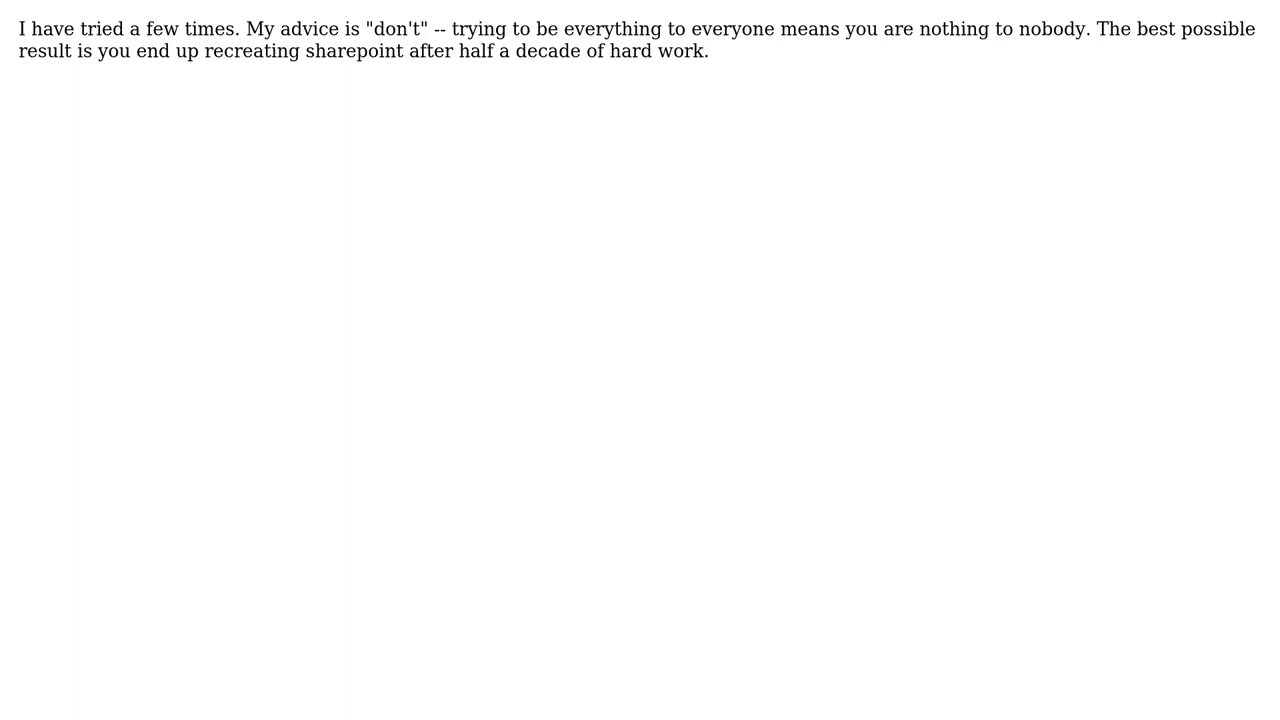 I have tried a few times. My advice is "don't" -- trying to be everything to everyone means you are nothing to nobody. The best possible
result is you end up recreating sharepoint after half a decade of hard work.